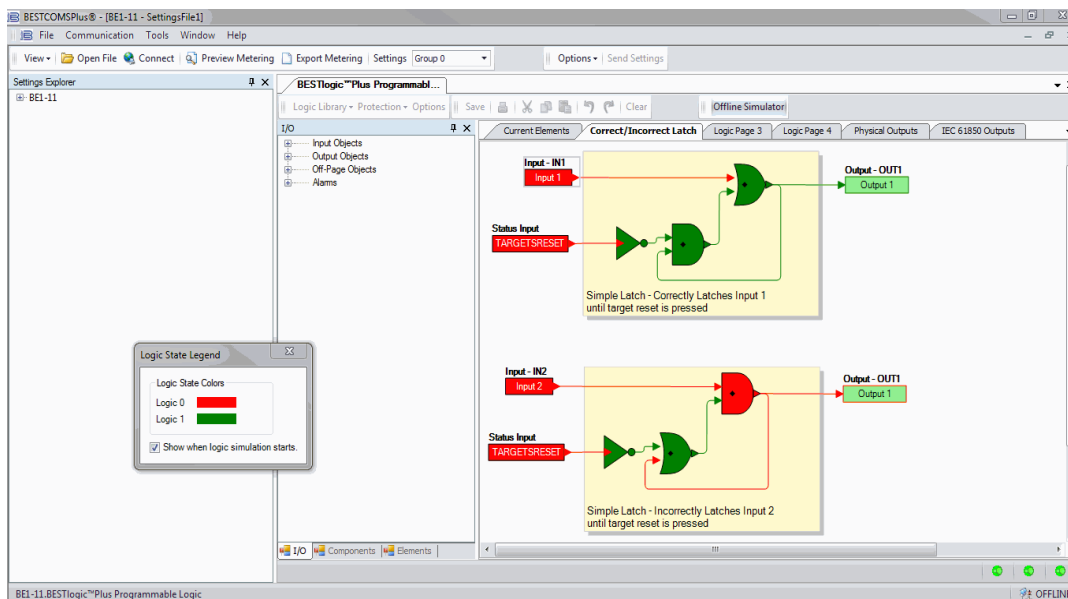 BESTCOMSPlus® - [BE1-11 - SettingsFile1]
File Communication Tools Window Help
View Open File Connect Preview Metering Export Metering Settings Group 0 Options Send Settings
Settings Explorer
BE1-11
BESTlogic™Plus Programmabl...
Logic Library Protection Options Save Clear Offline Simulator
I/O
Input Objects
Output Objects
Off-Page Objects
Alarms
Current Elements Correct/Incorrect Latch Logic Page 3 Logic Page 4 Physical Outputs IEC 61850 Outputs
Input - IN1
Input 1
Output - OUT1
Output 1
Status Input
TARGETSRESET
Simple Latch - Correctly Latches Input 1
until target reset is pressed
Logic State Legend
Logic State Colors
Logic 0
Logic 1
Show when logic simulation starts.
Input - IN2
Input 2
Output - OUT1
Output 1
Status Input
TARGETSRESET
Simple Latch - Incorrectly Latches Input 2
until target reset is pressed
I/O Components Elements
BE1-11.BESTlogic™Plus Programmable Logic
OFFLINE